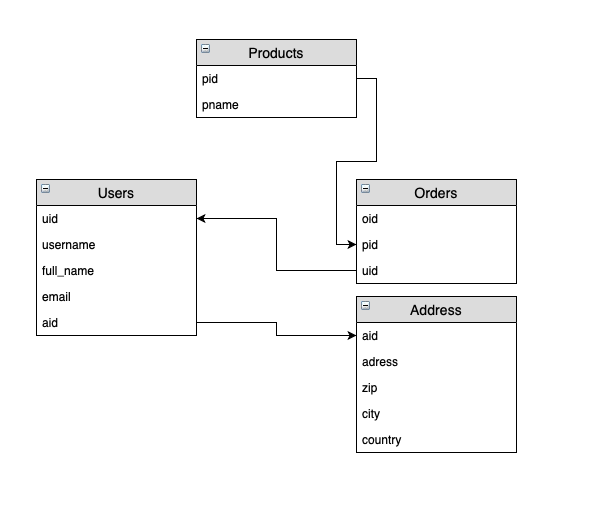 Products
pid
pname
Users
uid
username
full_name
email
aid
Orders
oid
pid
uid
Address
aid
adress
zip
city
country